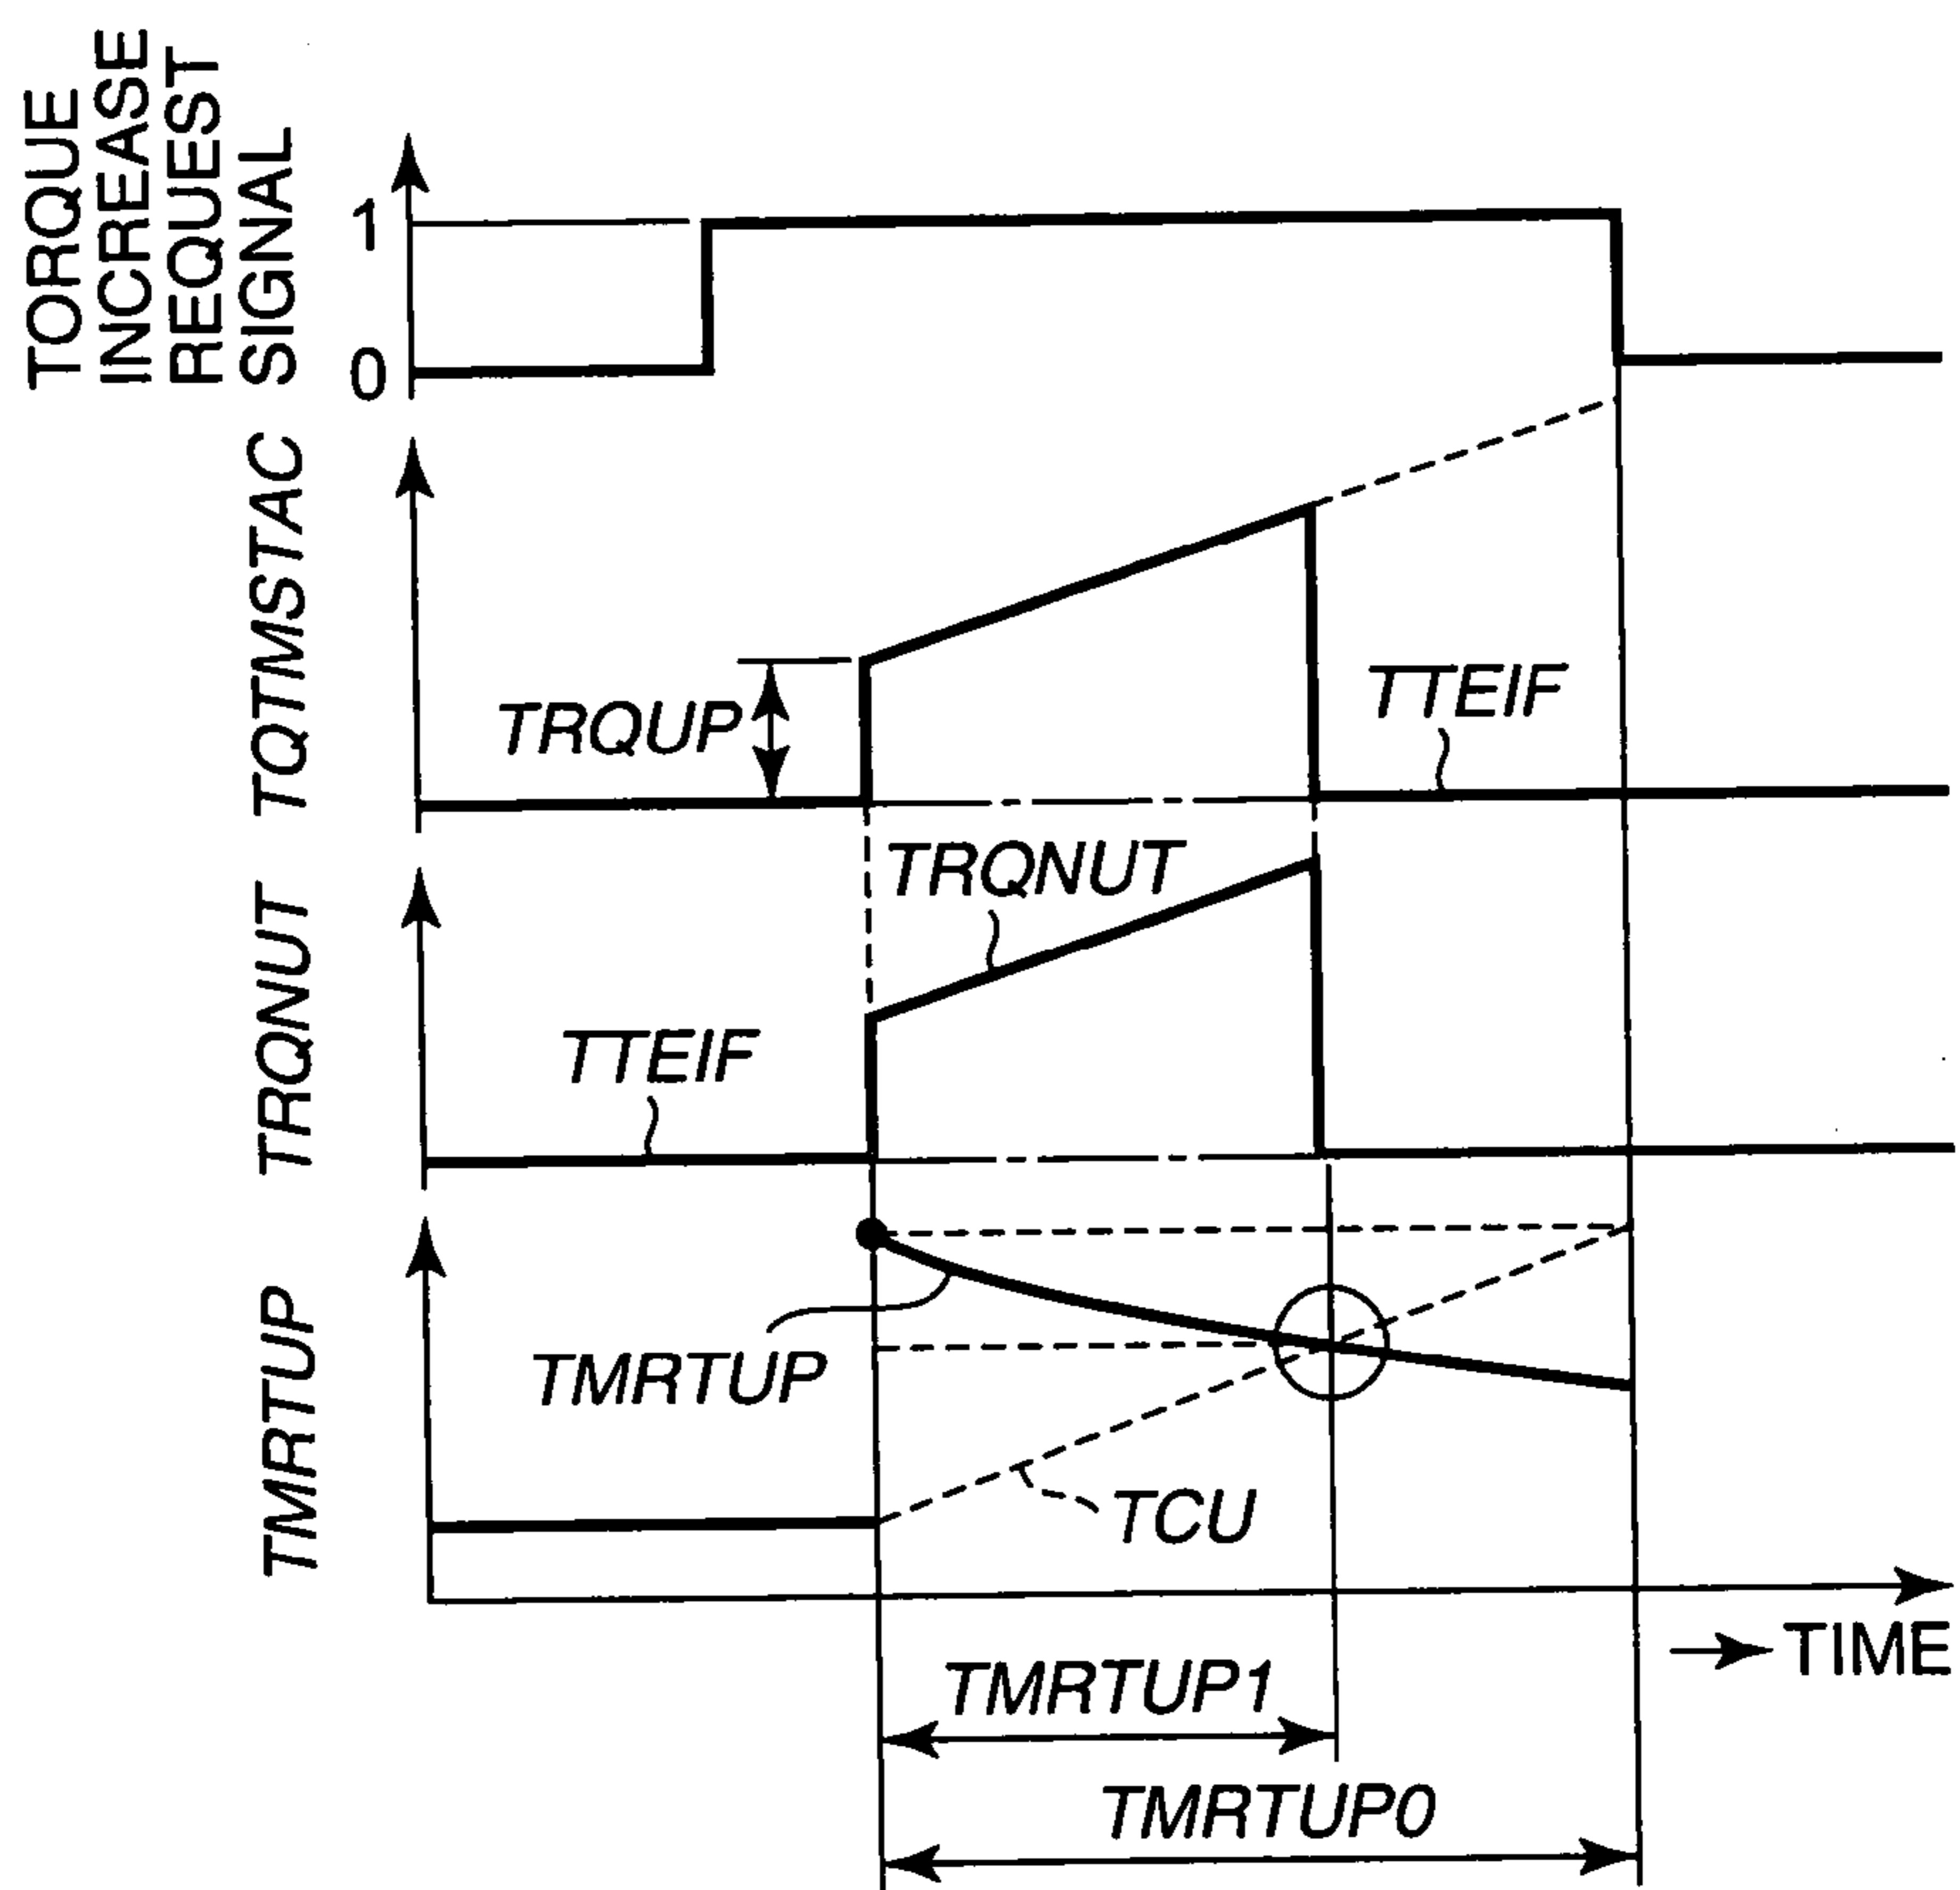 TORQUE
INCREASE
REQUEST
SIGNAL
1
0
TQTMSTAC
TRQUP
TTEIF
TRQNUT
TRQNUT
TTEIF
TMRTUP
TMRTUP
TCU
TIME
TMRTUP1
TMRTUP0